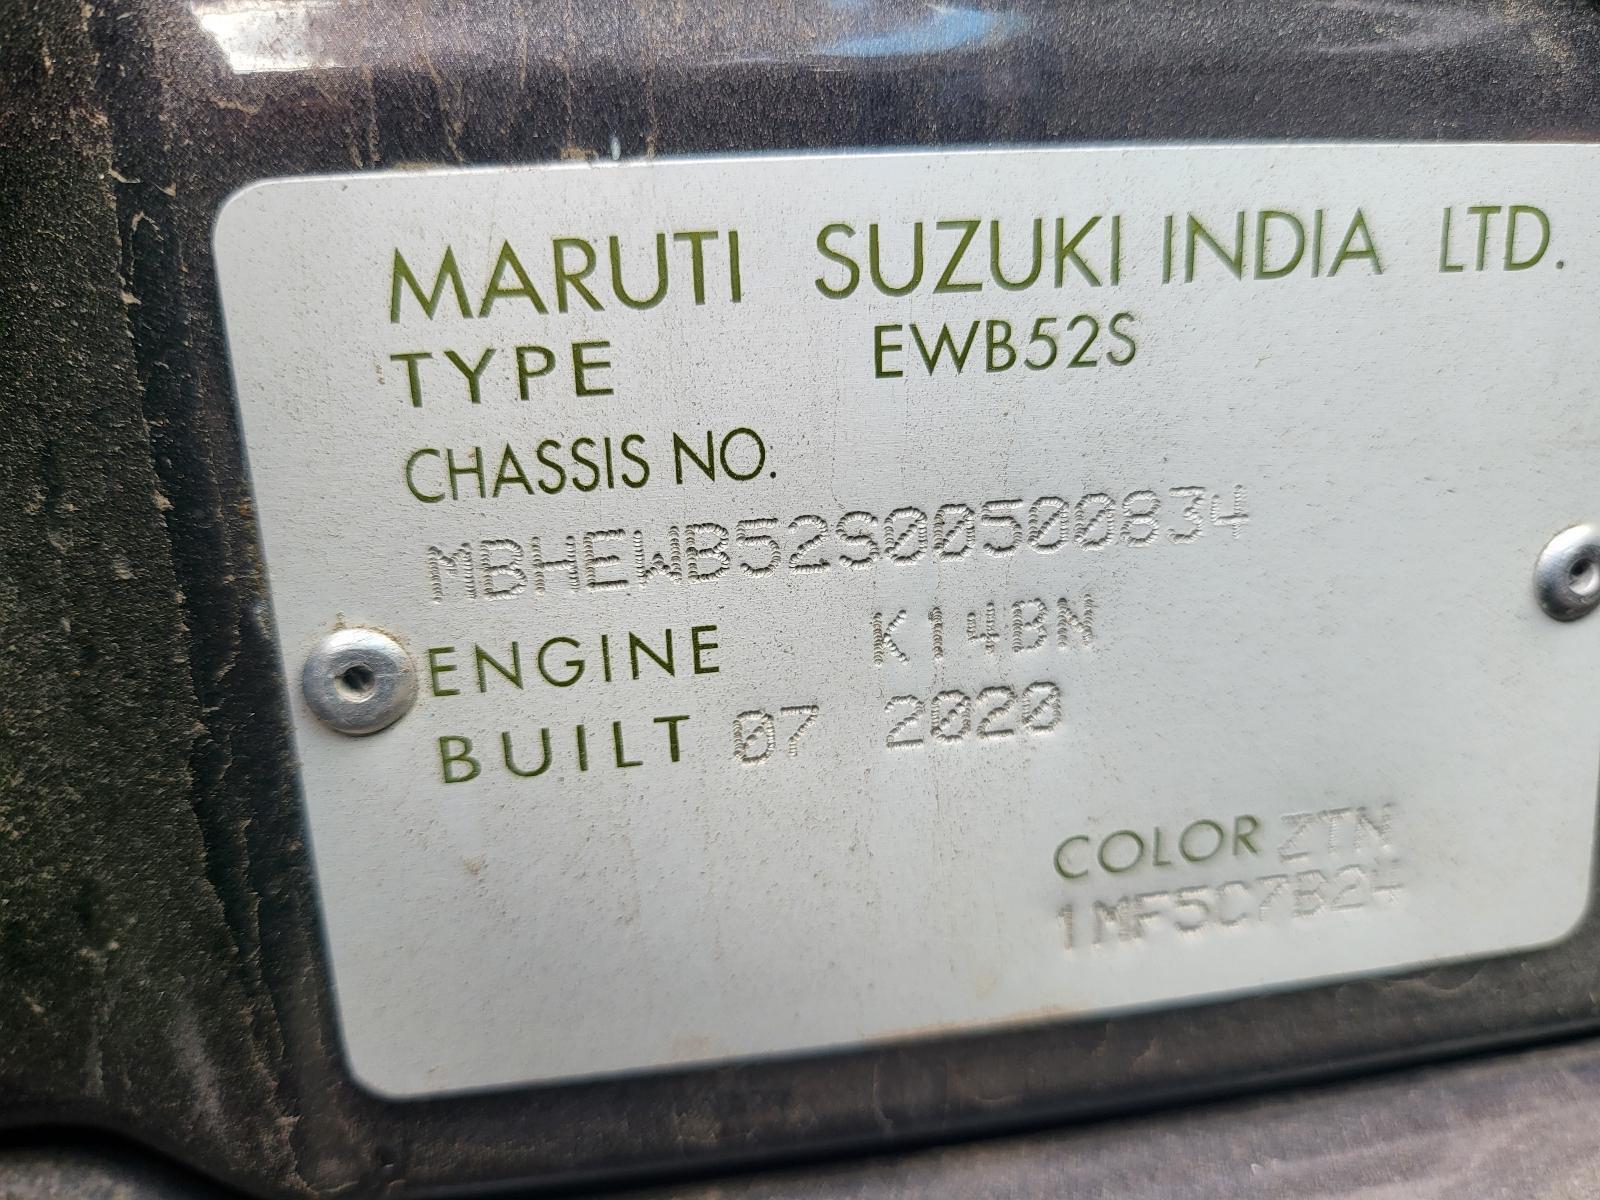 MARUTI SUZUKI INDIA LTD.
TYPE EWB52S
CHASSIS NO.
MBHEWB52S00500834
ENGINE K14BN
BUILT 07 2020
COLOR ZTN
1MF5C7B24